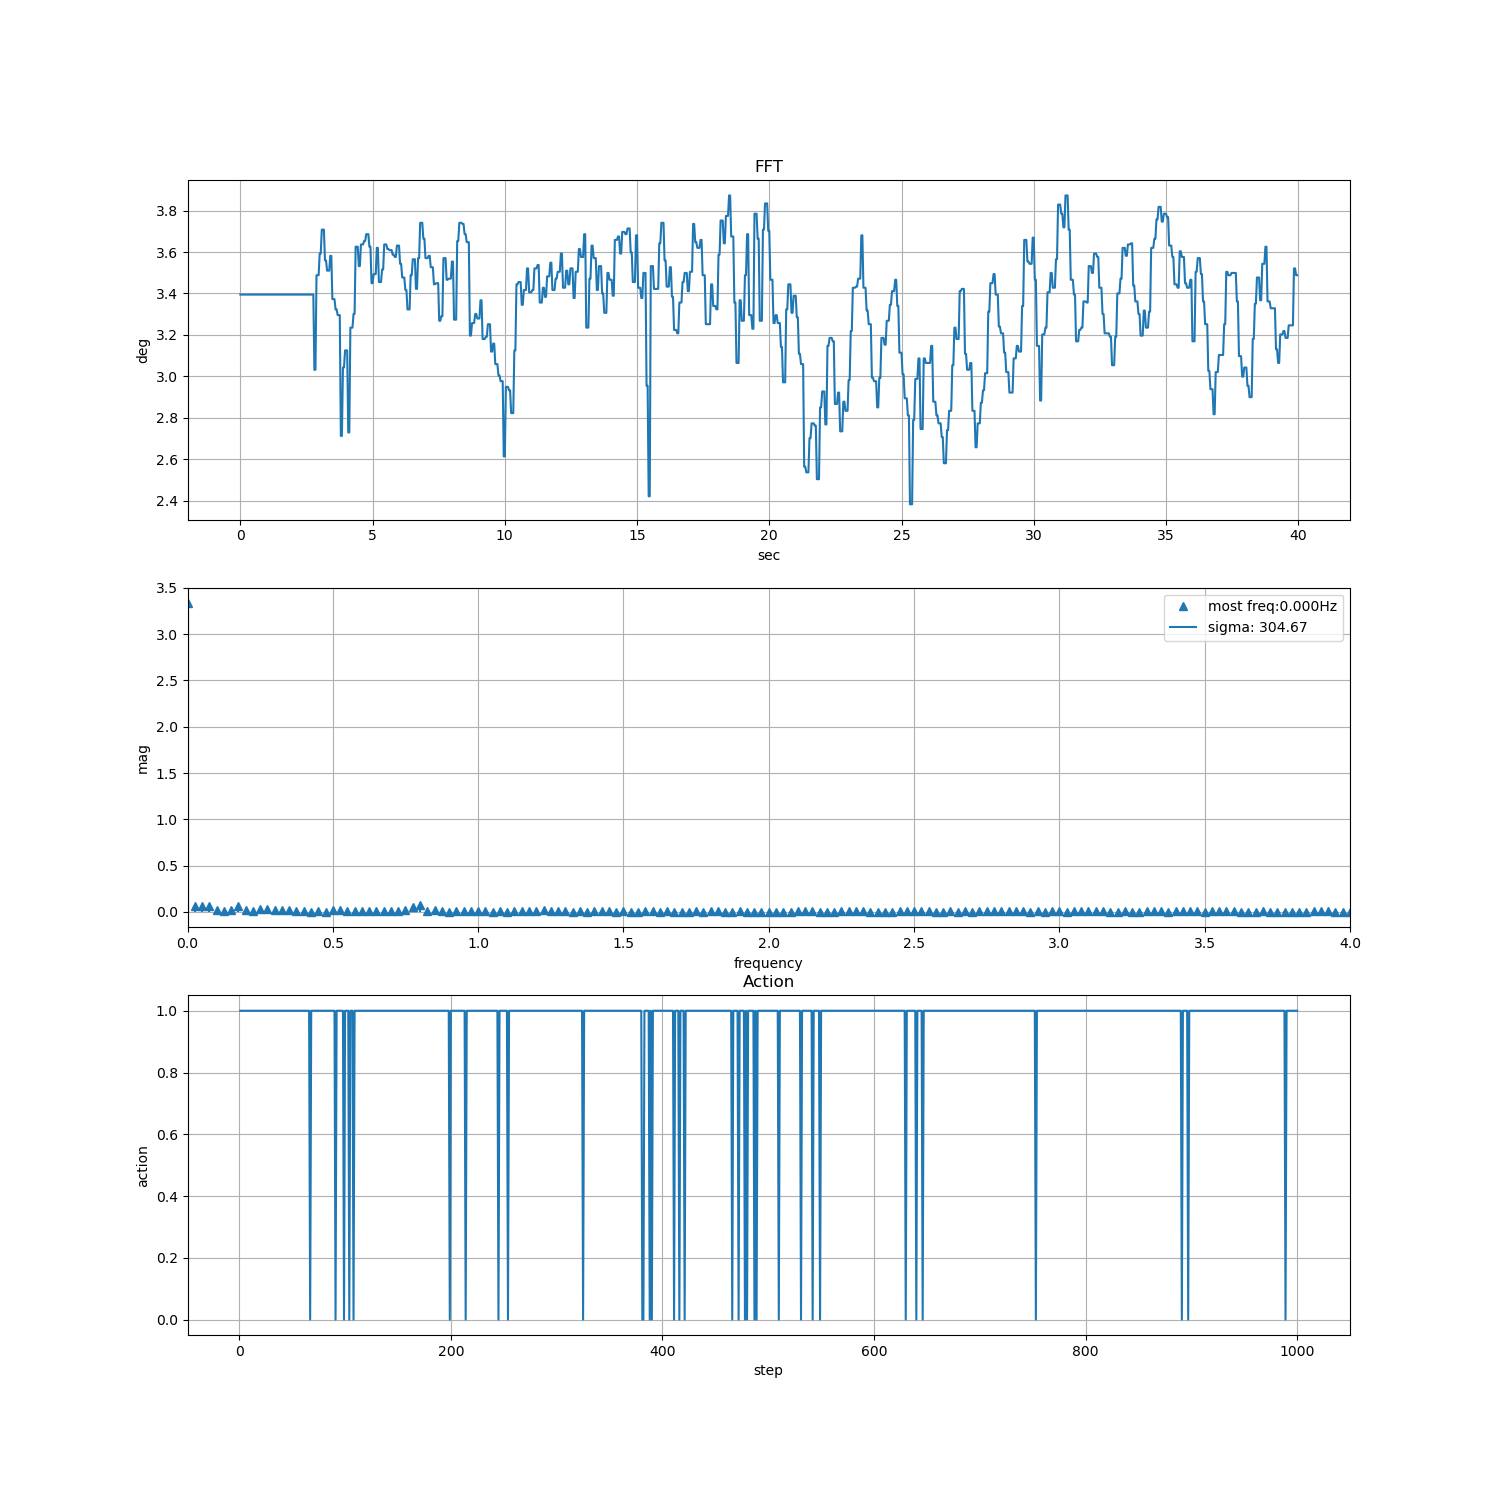 FFT
3.8
3.6
3.4
3.2
3.0
2.8
2.6
2.4
deg
0 5 10 15 20 25 30 35 40
sec
3.5
3.0
2.5
2.0
1.5
1.0
0.5
0.0
mag
most freq:0.000Hz
sigma: 304.67
0.0 0.5 1.0 1.5 2.0 2.5 3.0 3.5 4.0
frequency
Action
1.0
0.8
0.6
0.4
0.2
0.0
action
0 200 400 600 800 1000
step